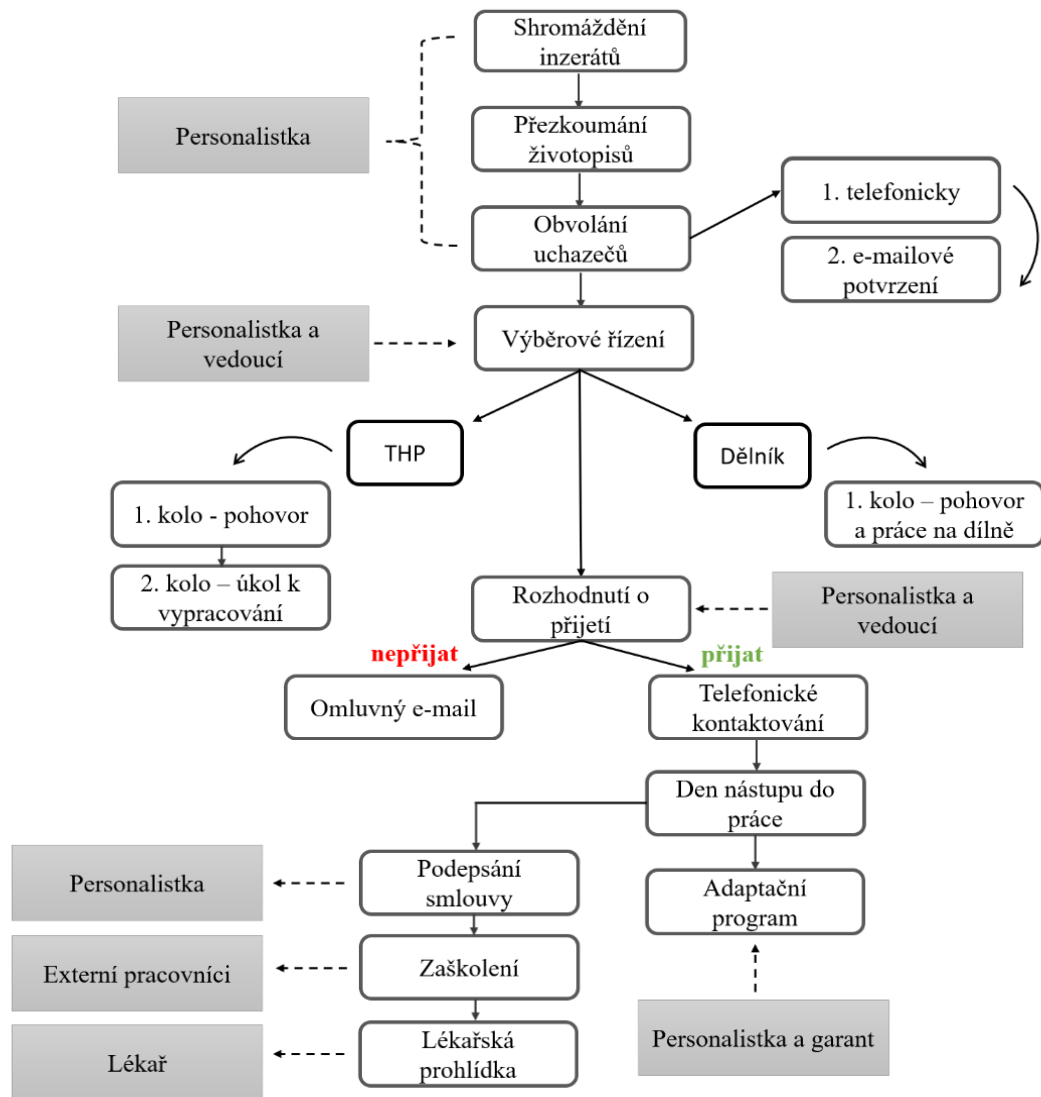 Shromáždění
inzerátů
Personalistka
Přezkoumání
životopisů
1. telefonicky
Obvolání
uchazečů
2. e-mailové
potvrzení
Personalistka a
vedoucí
Výběrové řízení
THP
Dělník
1. kolo - pohovor
1. kolo – pohovor
a práce na dílně
2. kolo – úkol k
vypracování
Rozhodnutí o
přijetí
Personalistka a
vedoucí
nepřijat
přijat
Omluvný e-mail
Telefonické
kontaktování
Den nástupu do
práce
Personalistka
Podepsání
smlouvy
Adaptační
program
Externí pracovníci
Zaškolení
Personalistka a garant
Lékař
Lékařská
prohlídka